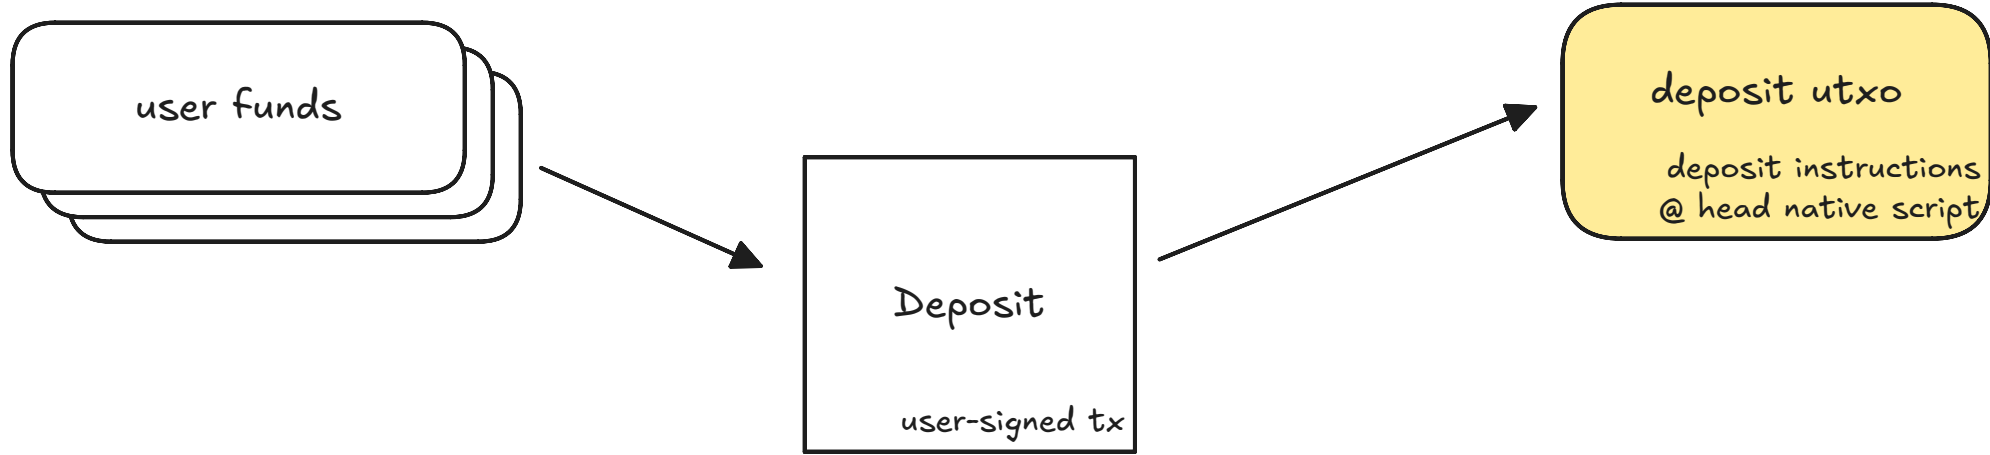 user funds
Deposit
user-signed tx
deposit utxo
deposit instructions
@ head native script